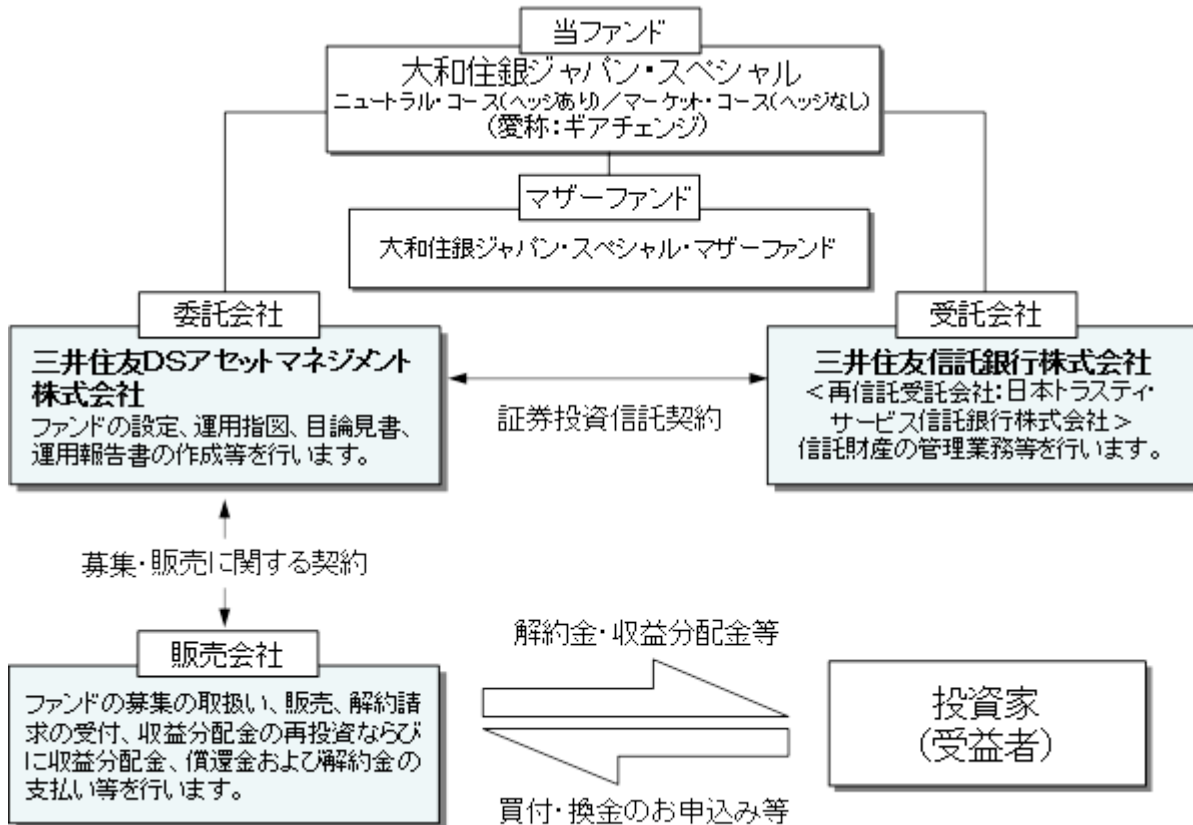 当ファンド
大和住銀ジャパン・スペシャル
ニュートラル・コース(ヘッジあり)／マーケット・コース(ヘッジなし)
(愛称：ギアチェンジ)
マザーファンド
大和住銀ジャパン・スペシャル・マザーファンド
委託会社
三井住友DSアセットマネジメント
株式会社
ファンドの設定、運用指図、目論見書、
運用報告書の作成等を行います。
証券投資信託契約
受託会社
三井住友信託銀行株式会社
＜再信託受託会社：日本トラスティ・
サービス信託銀行株式会社＞
信託財産の管理業務等を行います。
募集・販売に関する契約
販売会社
ファンドの募集の取扱い、販売、解約請
求の受付、収益分配金の再投資ならび
に収益分配金、償還金および解約金の
支払い等を行います。
解約金・収益分配金等
買付・換金のお申込み等
投資家
(受益者)